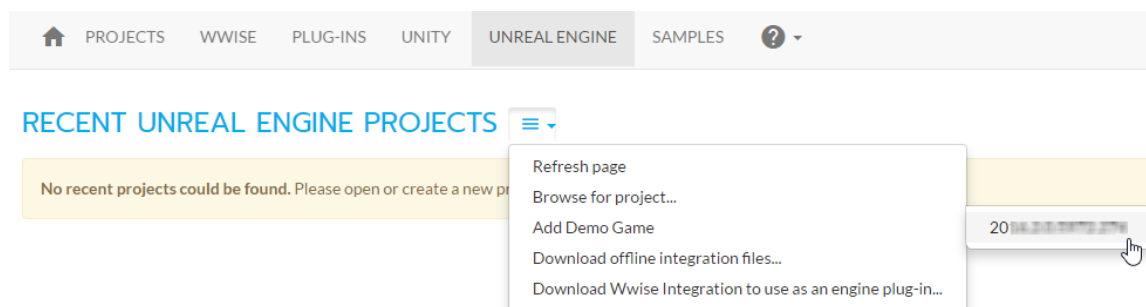 PROJECTS WWISE PLUG-INS UNITY UNREAL ENGINE SAMPLES ?
RECENT UNREAL ENGINE PROJECTS
No recent projects could be found. Please open or create a new pr
Refresh page
Browse for project...
Add Demo Game
20
Download offline integration files...
Download Wwise Integration to use as an engine plug-in...